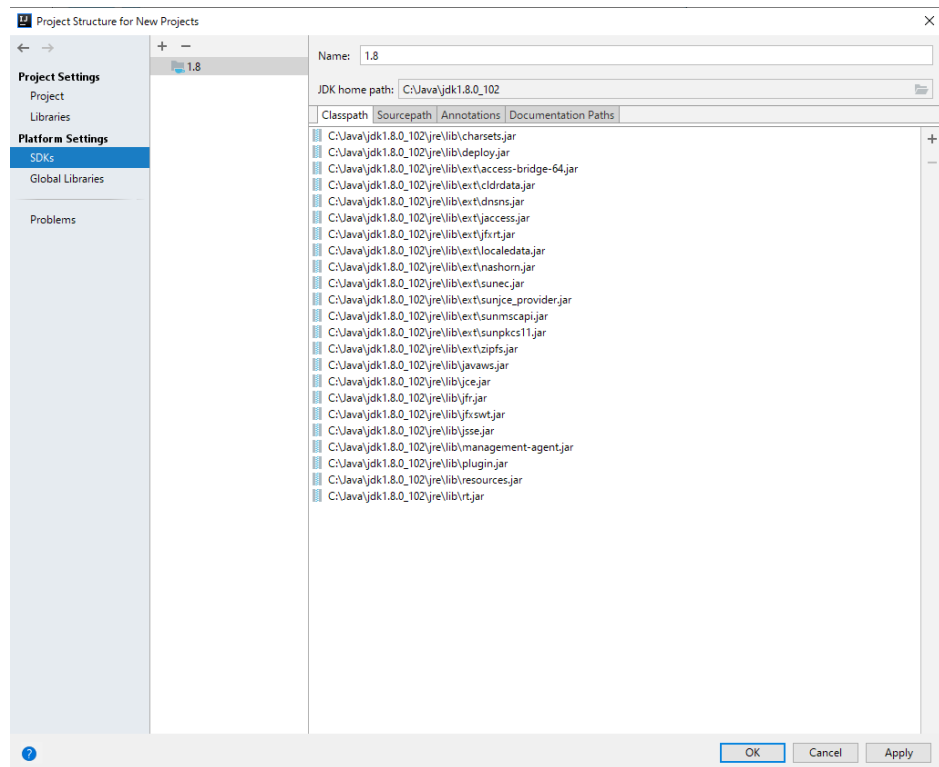 Project Structure for New Projects
Project Settings
Project
Libraries
Platform Settings
SDKs
Global Libraries
Problems
1.8
Name: 1.8
JDK home path: C:\Java\jdk1.8.0_102
Classpath Sourcepath Annotations Documentation Paths
C:\Java\jdk1.8.0_102\jre\lib\charsets.jar
C:\Java\jdk1.8.0_102\jre\lib\deploy.jar
C:\Java\jdk1.8.0_102\jre\lib\ext\access-bridge-64.jar
C:\Java\jdk1.8.0_102\jre\lib\ext\cldrdata.jar
C:\Java\jdk1.8.0_102\jre\lib\ext\dnsns.jar
C:\Java\jdk1.8.0_102\jre\lib\ext\jaccess.jar
C:\Java\jdk1.8.0_102\jre\lib\ext\jfxrt.jar
C:\Java\jdk1.8.0_102\jre\lib\ext\localedata.jar
C:\Java\jdk1.8.0_102\jre\lib\ext\nashorn.jar
C:\Java\jdk1.8.0_102\jre\lib\ext\sunec.jar
C:\Java\jdk1.8.0_102\jre\lib\ext\sunjce_provider.jar
C:\Java\jdk1.8.0_102\jre\lib\ext\sunmscapi.jar
C:\Java\jdk1.8.0_102\jre\lib\ext\sunpkcs11.jar
C:\Java\jdk1.8.0_102\jre\lib\ext\zipfs.jar
C:\Java\jdk1.8.0_102\jre\lib\javaws.jar
C:\Java\jdk1.8.0_102\jre\lib\jce.jar
C:\Java\jdk1.8.0_102\jre\lib\jfr.jar
C:\Java\jdk1.8.0_102\jre\lib\jfxswt.jar
C:\Java\jdk1.8.0_102\jre\lib\jsse.jar
C:\Java\jdk1.8.0_102\jre\lib\management-agent.jar
C:\Java\jdk1.8.0_102\jre\lib\plugin.jar
C:\Java\jdk1.8.0_102\jre\lib\resources.jar
C:\Java\jdk1.8.0_102\jre\lib\rt.jar
OK Cancel Apply